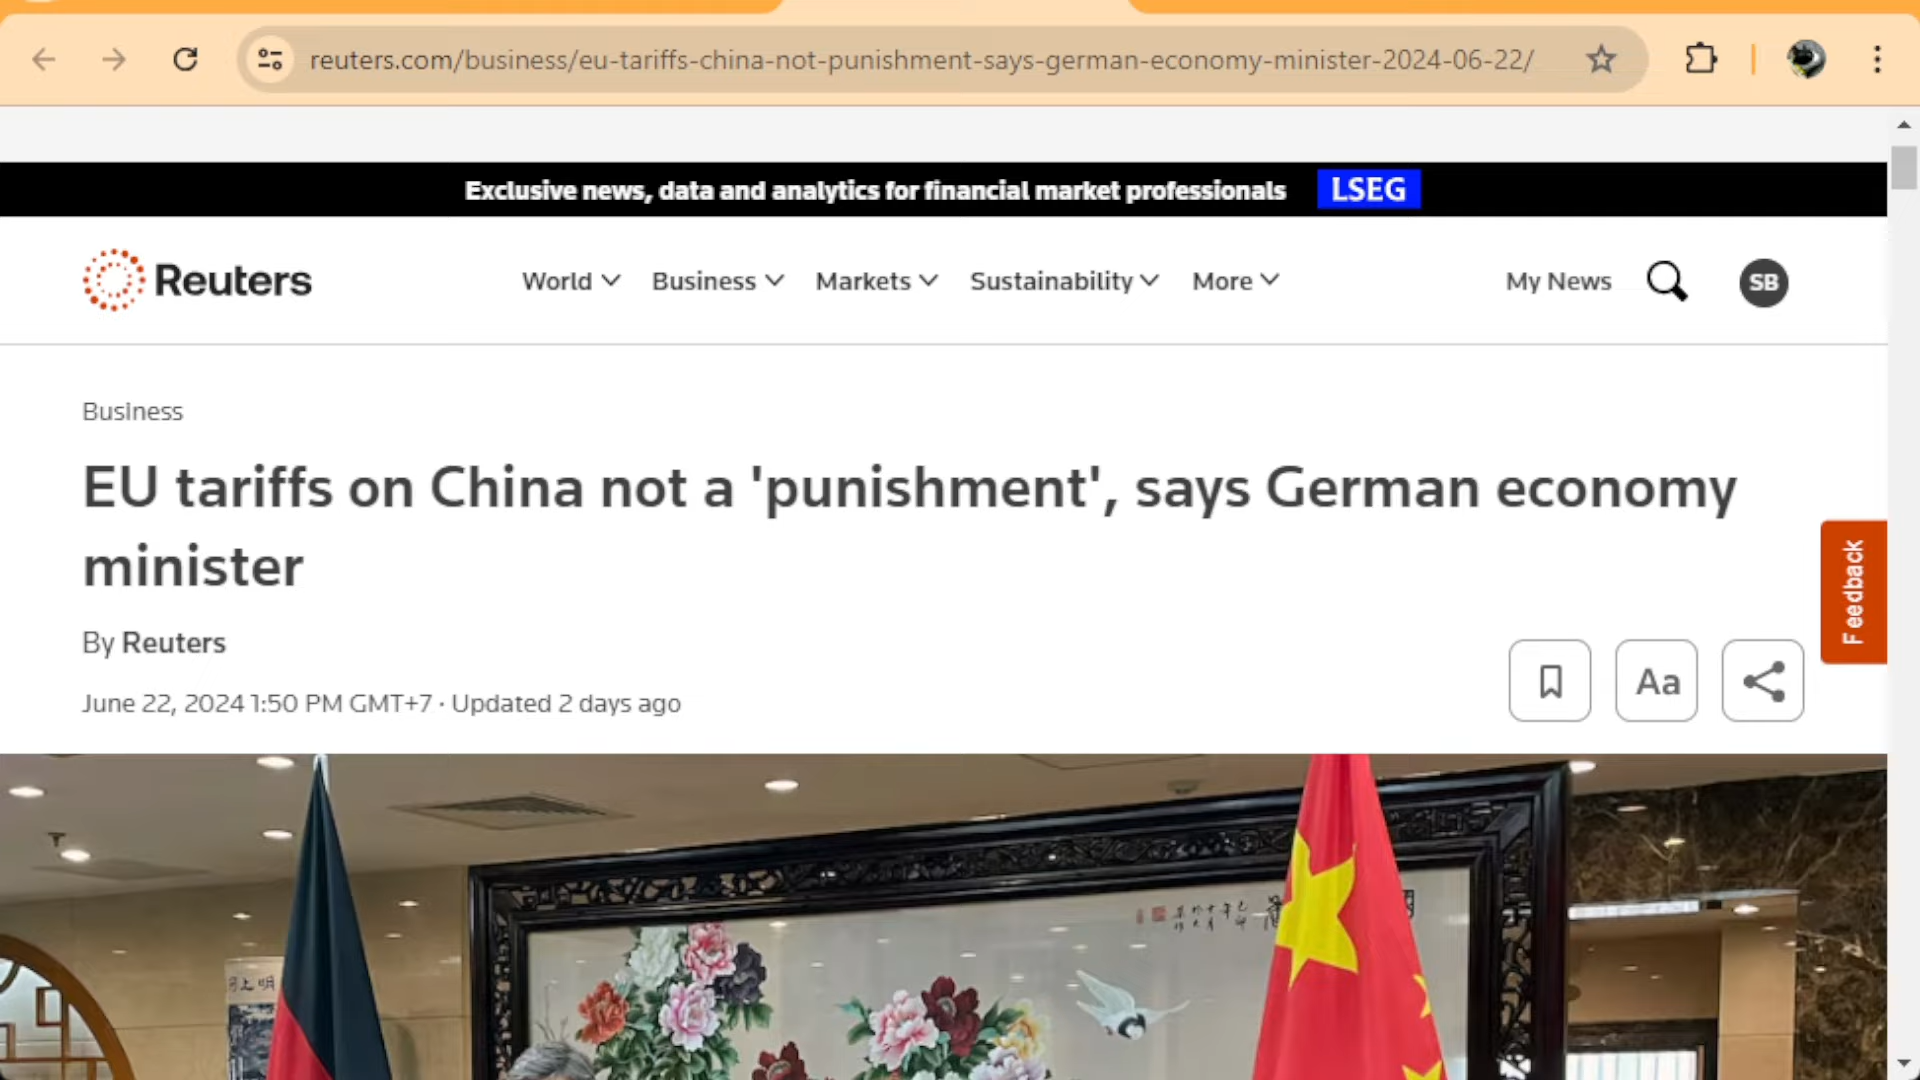 reuters.com/business/eu-tariffs-china-not-punishment-says-german-economy-minister-2024-06-22/
Exclusive news, data and analytics for financial market professionals LSEG
Reuters World Business Markets Sustainability More My News SB
Business
EU tariffs on China not a 'punishment', says German economy
minister
Feedback
By Reuters
Aa
June 22, 2024 1:50 PM GMT+7 · Updated 2 days ago